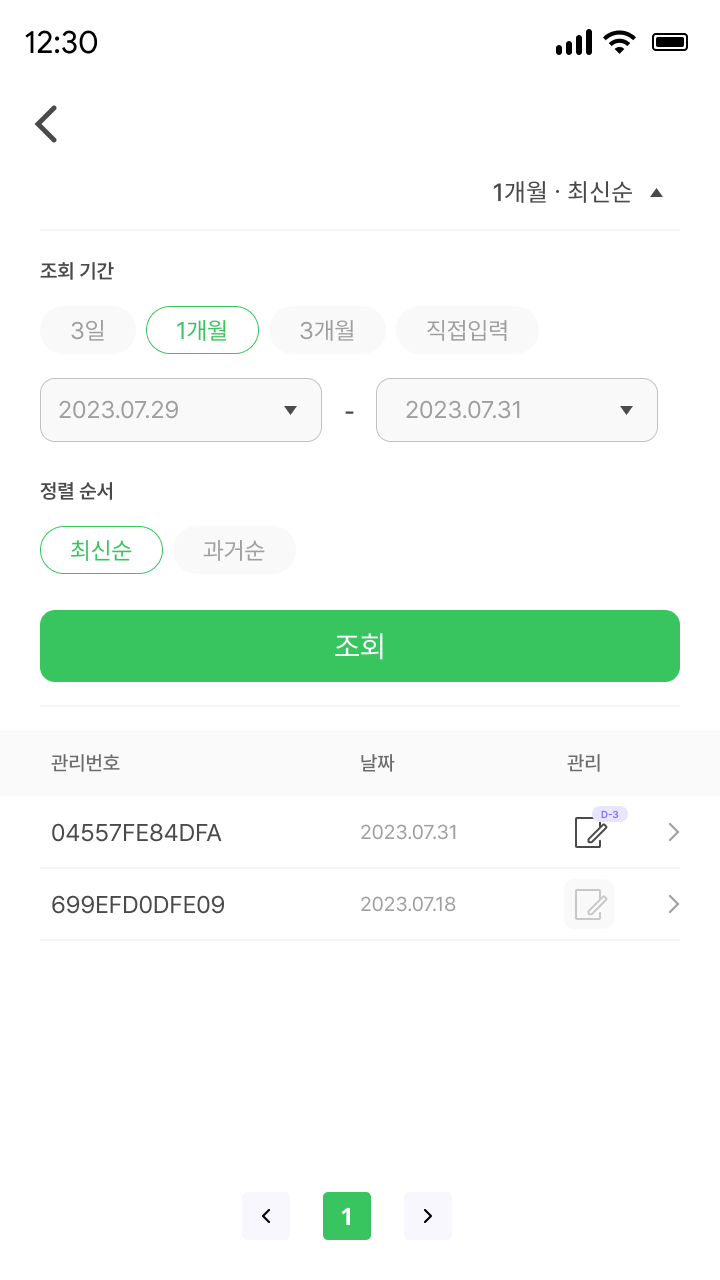 12:30
1개월 · 최신순 ▲
조회 기간
3일 1개월 3개월 직접입력
2023.07.29 ▼ - 2023.07.31 ▼
정렬 순서
최신순 과거순
조회
관리번호 날짜 관리
D-3
04557FE84DFA 2023.07.31
699EFD0DFE09 2023.07.18
< 1 >